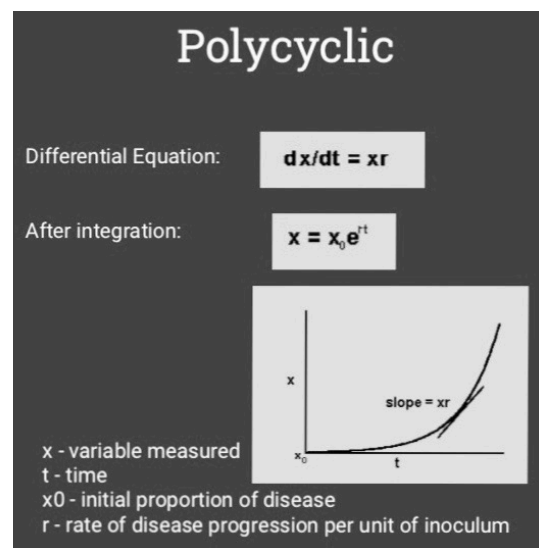 Polycyclic
Differential Equation: dx/dt = xr
After integration: x = x₀eʳᵗ
x
slope = xr
x₀
t
x - variable measured
t - time
x0 - initial proportion of disease
r - rate of disease progression per unit of inoculum